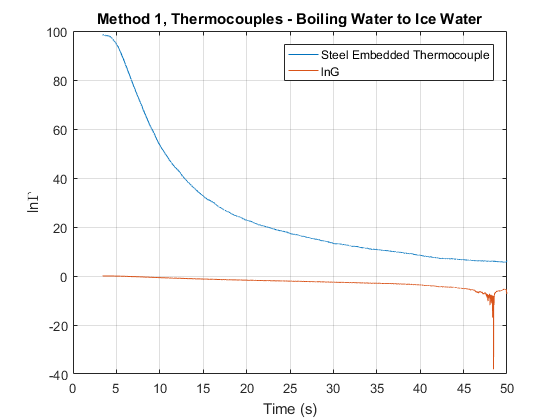 Method 1, Thermocouples - Boiling Water to Ice Water
Steel Embedded Thermocouple
lnG
100
80
60
40
20
0
-20
-40
lnΓ
0 5 10 15 20 25 30 35 40 45 50
Time (s)